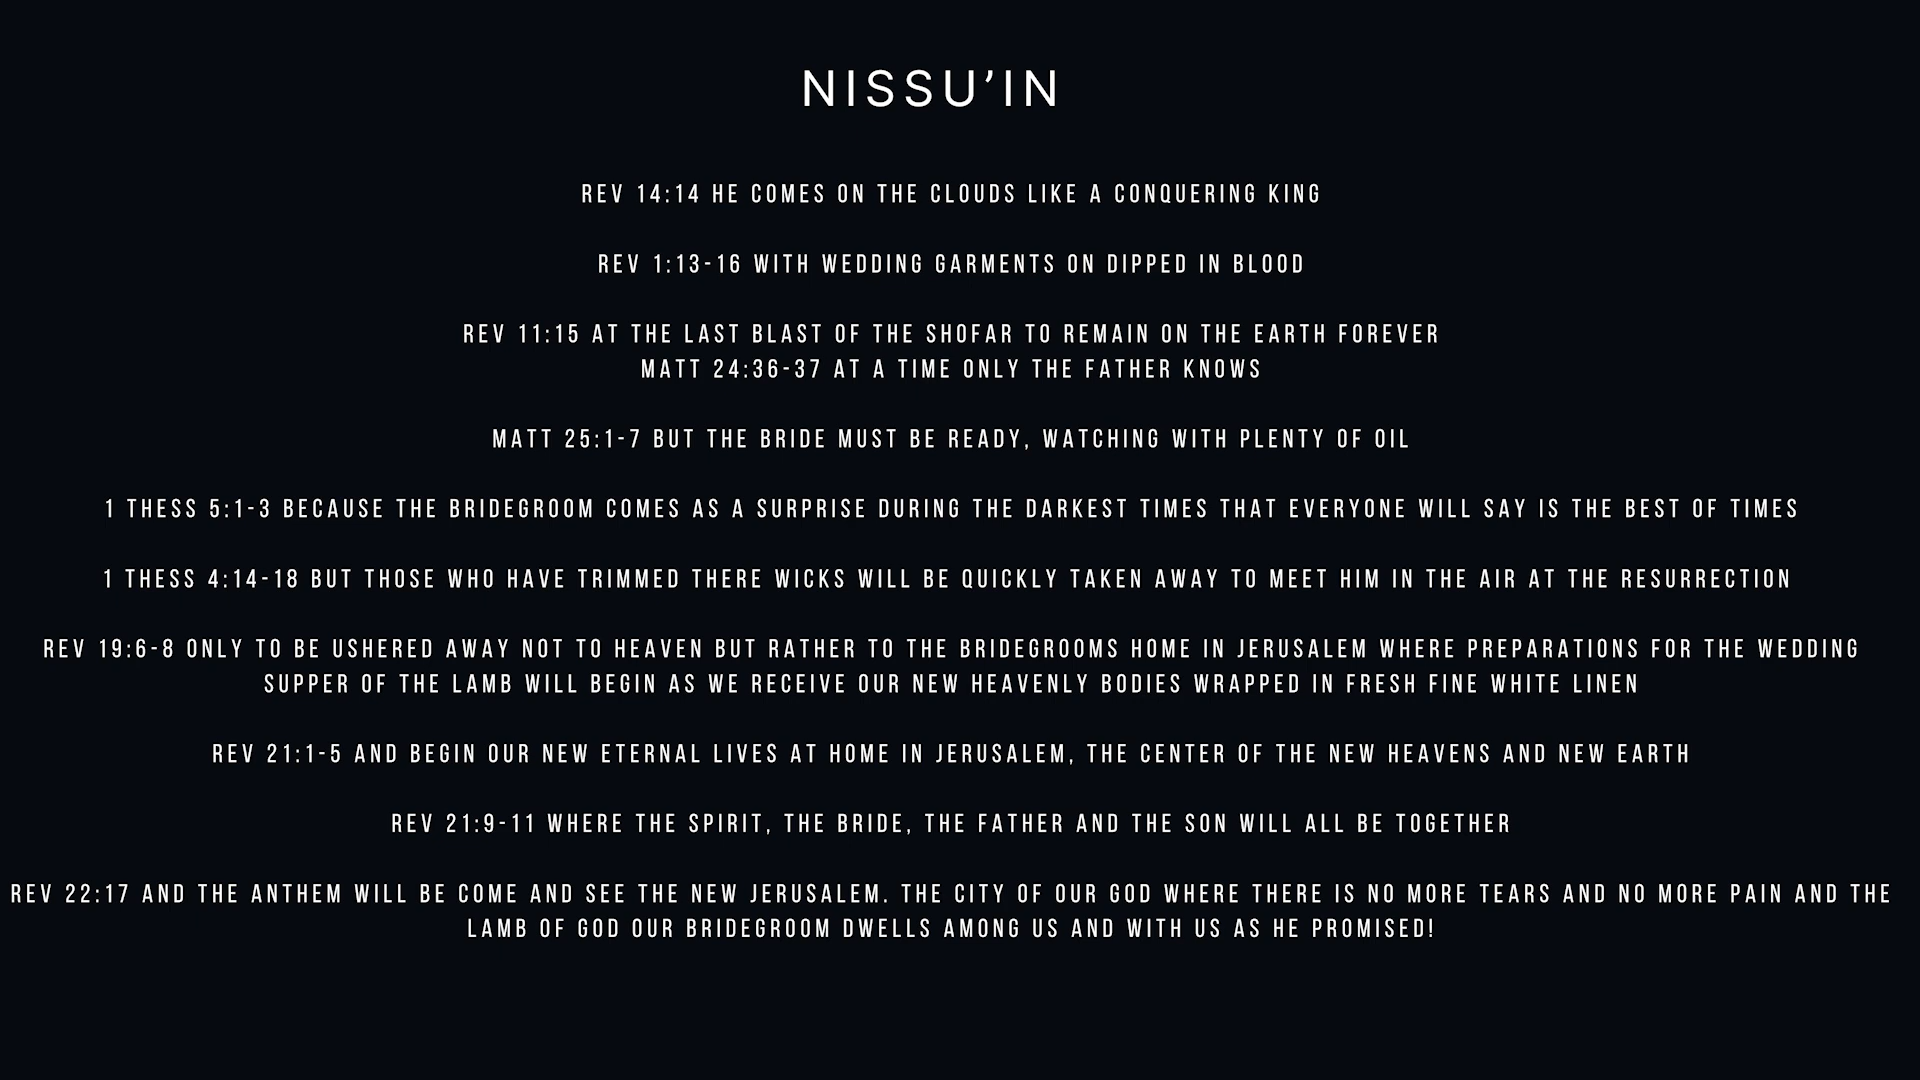 NISSU’IN
REV 14:14 HE COMES ON THE CLOUDS LIKE A CONQUERING KING
REV 1:13-16 WITH WEDDING GARMENTS ON DIPPED IN BLOOD
REV 11:15 AT THE LAST BLAST OF THE SHOFAR TO REMAIN ON THE EARTH FOREVER
MATT 24:36-37 AT A TIME ONLY THE FATHER KNOWS
MATT 25:1-7 BUT THE BRIDE MUST BE READY, WATCHING WITH PLENTY OF OIL
1 THESS 5:1-3 BECAUSE THE BRIDEGROOM COMES AS A SURPRISE DURING THE DARKEST TIMES THAT EVERYONE WILL SAY IS THE BEST OF TIMES
1 THESS 4:14-18 BUT THOSE WHO HAVE TRIMMED THERE WICKS WILL BE QUICKLY TAKEN AWAY TO MEET HIM IN THE AIR AT THE RESURRECTION
REV 19:6-8 ONLY TO BE USHERED AWAY NOT TO HEAVEN BUT RATHER TO THE BRIDEGROOMS HOME IN JERUSALEM WHERE PREPARATIONS FOR THE WEDDING
SUPPER OF THE LAMB WILL BEGIN AS WE RECEIVE OUR NEW HEAVENLY BODIES WRAPPED IN FRESH FINE WHITE LINEN
REV 21:1-5 AND BEGIN OUR NEW ETERNAL LIVES AT HOME IN JERUSALEM, THE CENTER OF THE NEW HEAVENS AND NEW EARTH
REV 21:9-11 WHERE THE SPIRIT, THE BRIDE, THE FATHER AND THE SON WILL ALL BE TOGETHER
REV 22:17 AND THE ANTHEM WILL BE COME AND SEE THE NEW JERUSALEM. THE CITY OF OUR GOD WHERE THERE IS NO MORE TEARS AND NO MORE PAIN AND THE
LAMB OF GOD OUR BRIDEGROOM DWELLS AMONG US AND WITH US AS HE PROMISED!